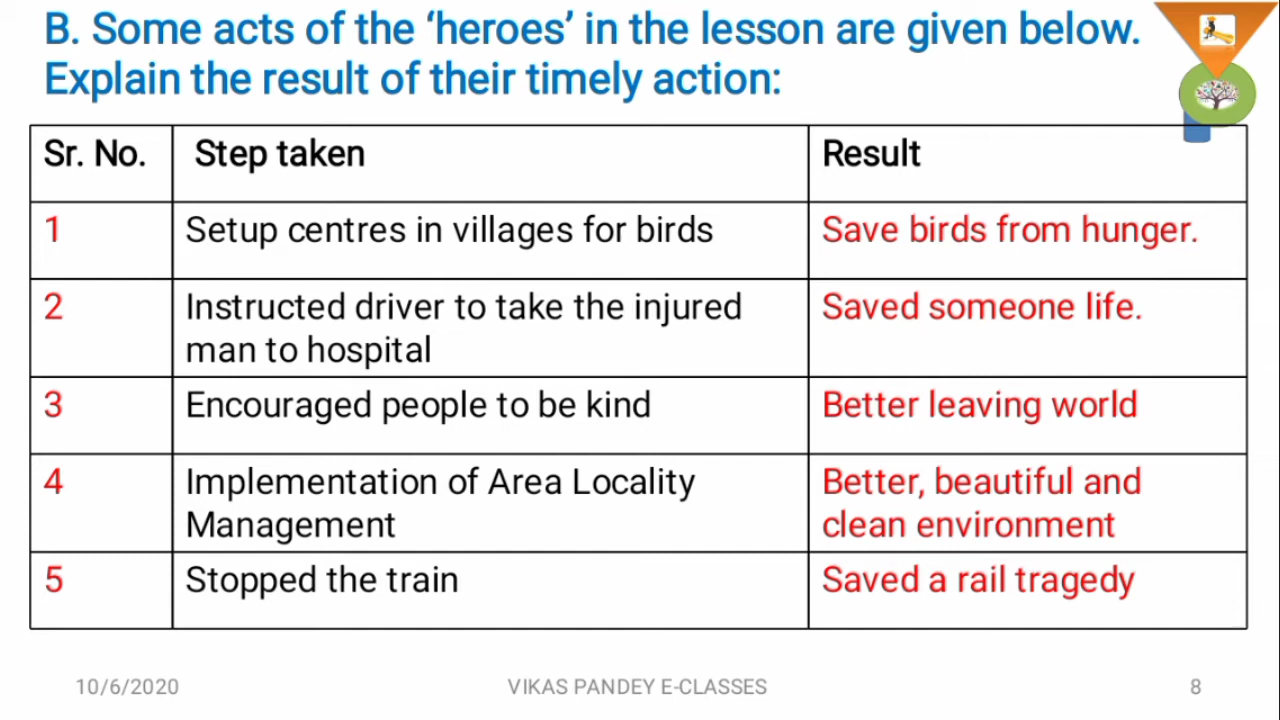 B. Some acts of the ‘heroes’ in the lesson are given below.
Explain the result of their timely action:
Sr. No. Step taken Result
1 Setup centres in villages for birds Save birds from hunger.
2 Instructed driver to take the injured Saved someone life.
man to hospital
3 Encouraged people to be kind Better leaving world
4 Implementation of Area Locality Better, beautiful and
Management clean environment
5 Stopped the train Saved a rail tragedy
10/6/2020 VIKAS PANDEY E-CLASSES 8